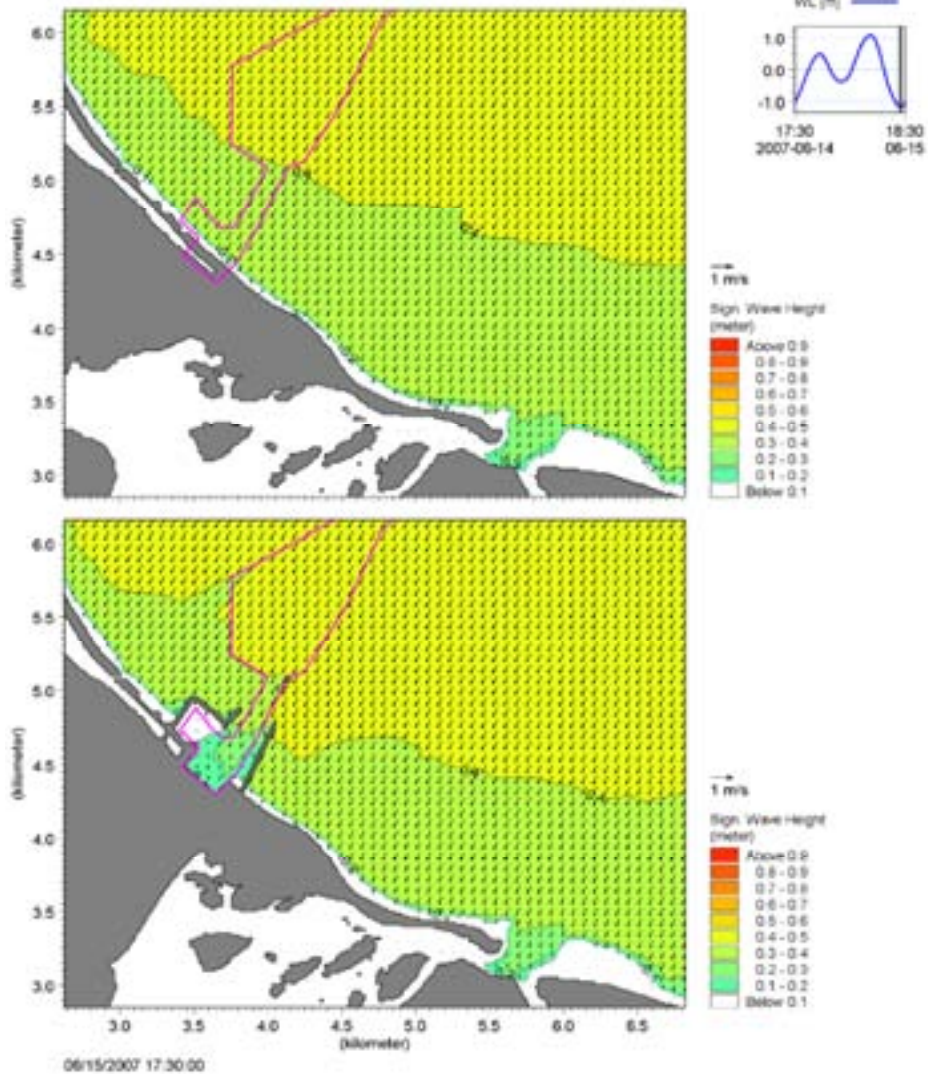 WL [ft]
1.0
0.0
-1.0
17:30
2007-06-14
18:30
06-15
6.0
5.5
5.0
4.5
4.0
3.5
3.0
(kilometer)
1 m/s
Sign. Wave Height
(meter)
Above 0.9
0.8 - 0.9
0.7 - 0.8
0.6 - 0.7
0.5 - 0.6
0.4 - 0.5
0.3 - 0.4
0.2 - 0.3
0.1 - 0.2
Below 0.1
6.0
5.5
5.0
4.5
4.0
3.5
3.0
(kilometer)
1 m/s
Sign. Wave Height
(meter)
Above 0.9
0.8 - 0.9
0.7 - 0.8
0.6 - 0.7
0.5 - 0.6
0.4 - 0.5
0.3 - 0.4
0.2 - 0.3
0.1 - 0.2
Below 0.1
3.0 3.5 4.0 4.5 5.0 5.5 6.0 6.5
(kilometer)
06/15/2007 17:30:00